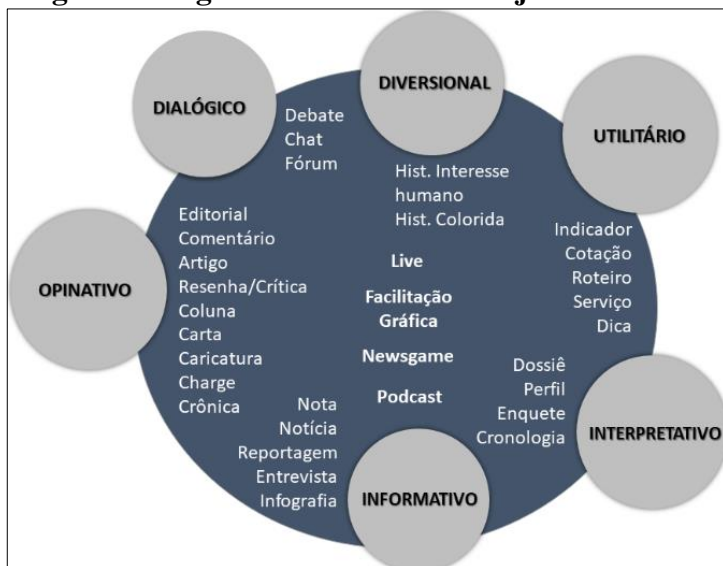 DIALÓGICO
Debate
Chat
Fórum
DIVERSIONAL
Hist. Interesse
humano
Hist. Colorida
UTILITÁRIO
Indicador
Cotação
Roteiro
Serviço
Dica
OPINATIVO
Editorial
Comentário
Artigo
Resenha/Crítica
Coluna
Carta
Caricatura
Charge
Crônica
Live
Facilitação
Gráfica
Newsgame
Podcast
Dossiê
Perfil
Enquete
Cronologia
INTERPRETATIVO
Nota
Notícia
Reportagem
Entrevista
Infografia
INFORMATIVO